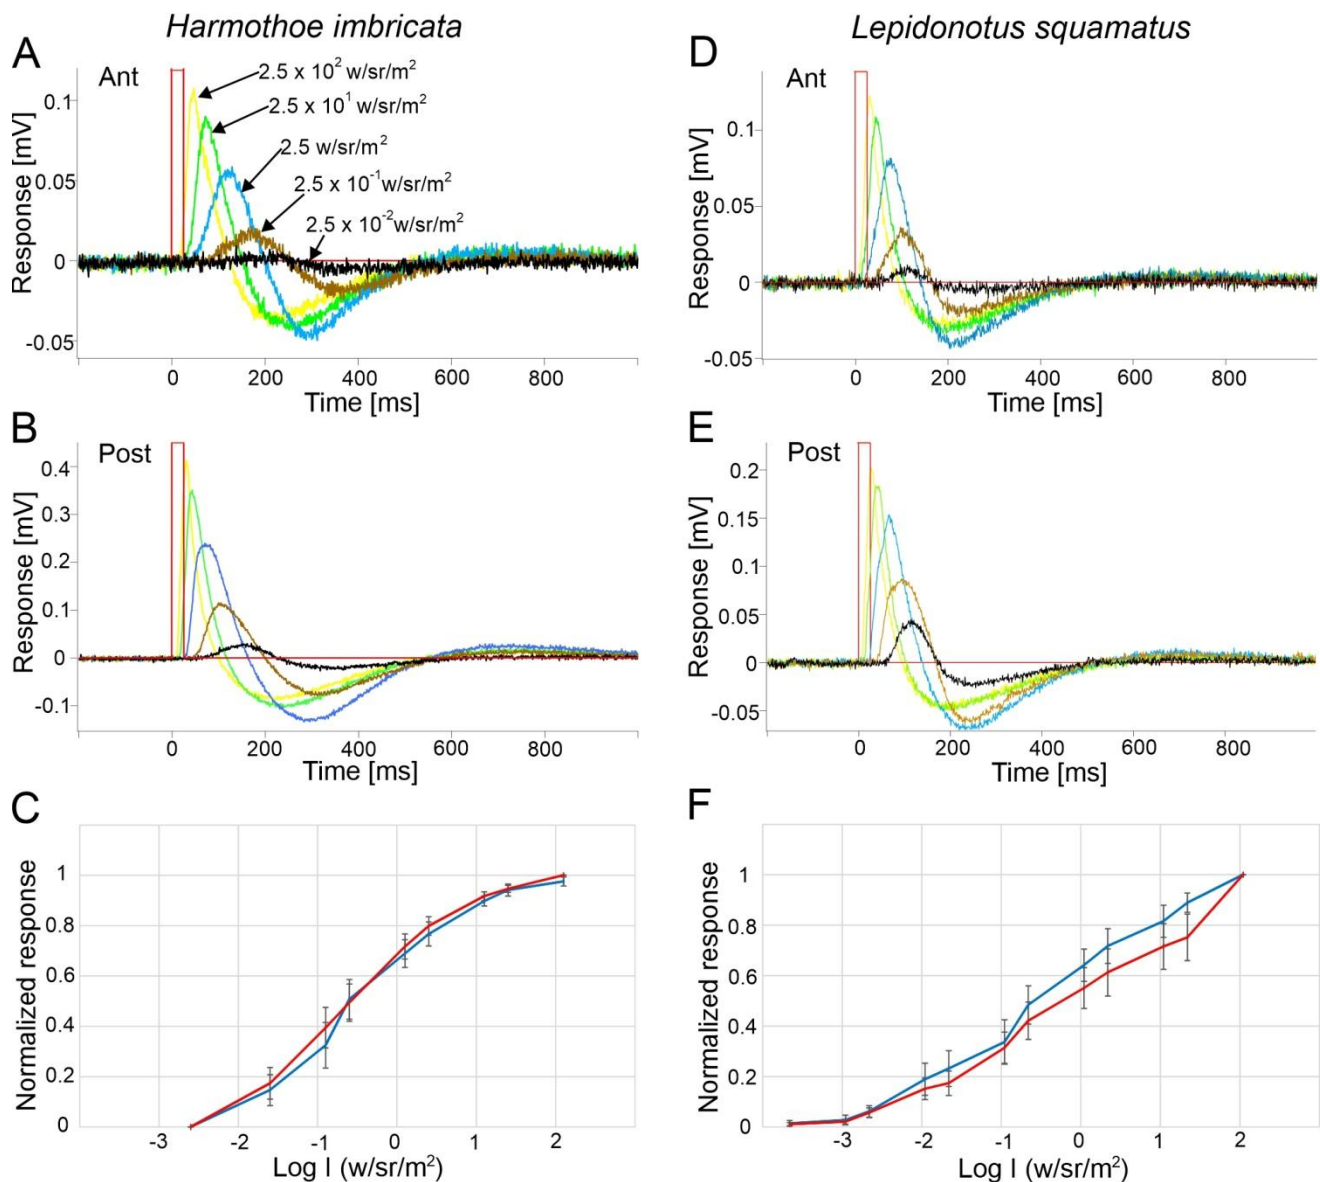 Harmothoe imbricata
Lepidonotus squamatus
A
Ant
2.5 x 10² w/sr/m²
2.5 x 10¹ w/sr/m²
2.5 w/sr/m²
2.5 x 10⁻¹ w/sr/m²
2.5 x 10⁻² w/sr/m²
Response [mV]
0.1
0.05
0
-0.05
0 200 400 600 800
Time [ms]
D
Ant
Response [mV]
0.1
0.05
0
-0.05
0 200 400 600 800
Time [ms]
B
Post
Response [mV]
0.4
0.3
0.2
0.1
0
-0.1
0 200 400 600 800
Time [ms]
E
Post
Response [mV]
0.2
0.15
0.1
0.05
0
-0.05
0 200 400 600 800
Time [ms]
C
Normalized response
1
0.8
0.6
0.4
0.2
0
-3 -2 -1 0 1 2
Log I (w/sr/m²)
F
Normalized response
1
0.8
0.6
0.4
0.2
0
-3 -2 -1 0 1 2
Log I (w/sr/m²)